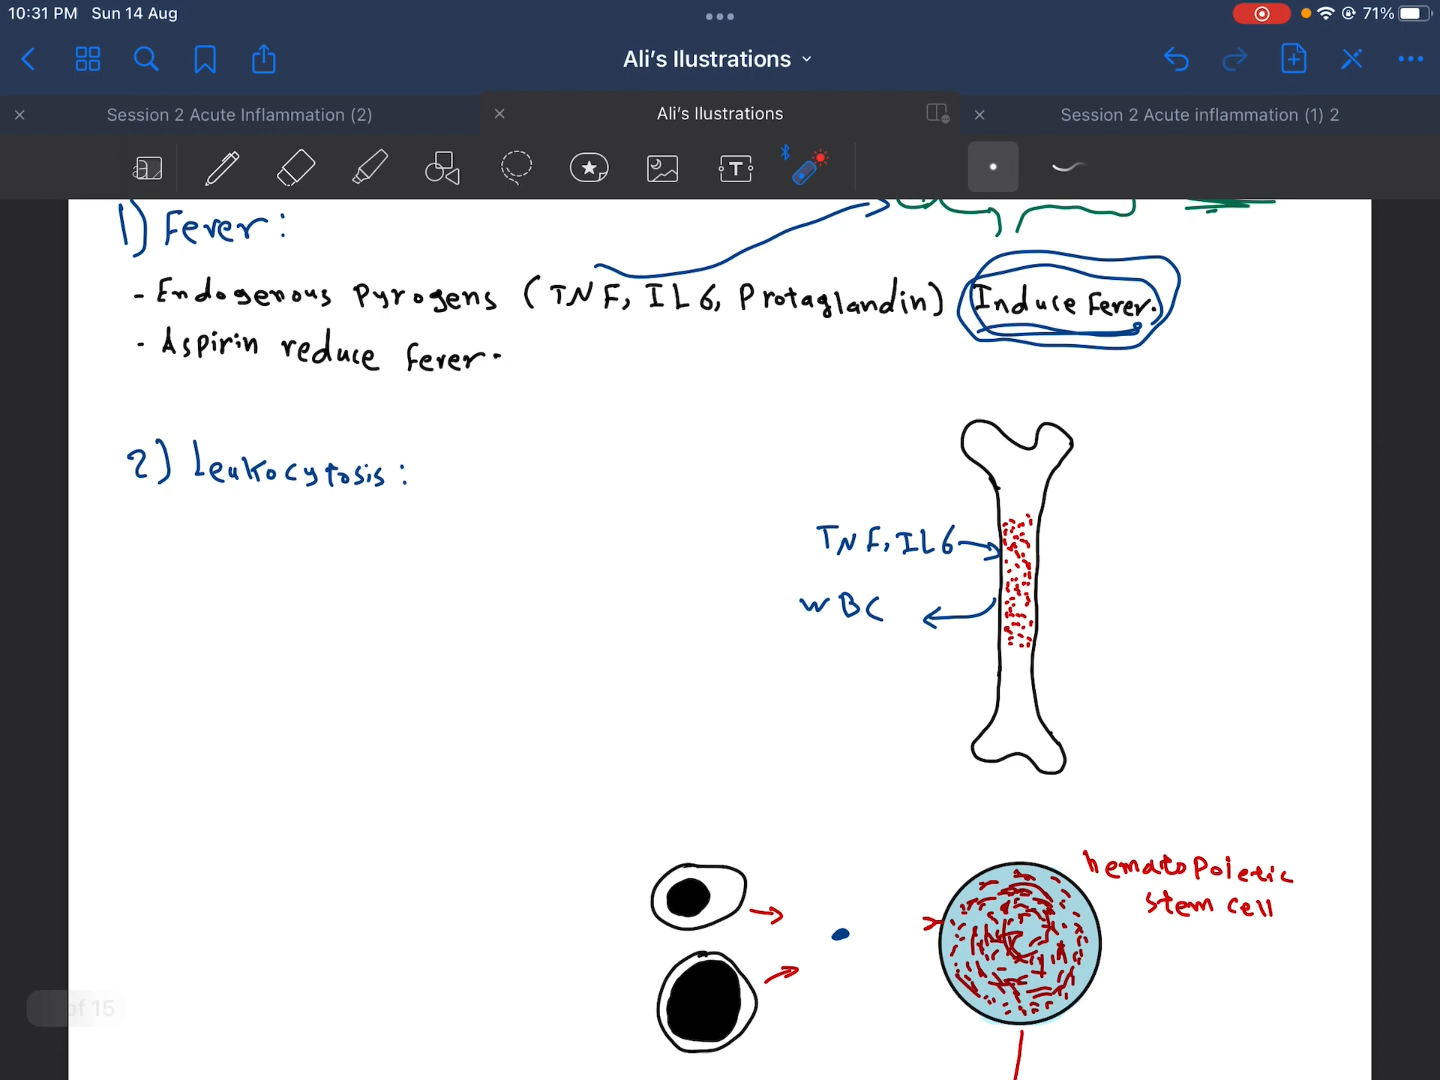 10:31 PM Sun 14 Aug
71%
Ali's Ilustrations
Session 2 Acute Inflammation (2)
Ali's Ilustrations
Session 2 Acute inflammation (1) 2
1) Fever:
- Endogenous Pyrogens (TNF, IL6, Protaglandin) Induce Fever.
- Aspirin reduce Fever.
2) Leukocytosis:
TNF, IL6
WBC
hematopoietic
stem cell
of 15